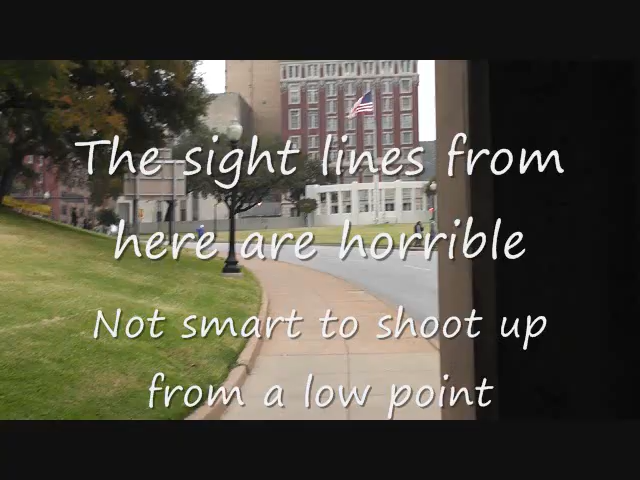 The sight lines from
here are horrible
Not smart to shoot up
from a low point